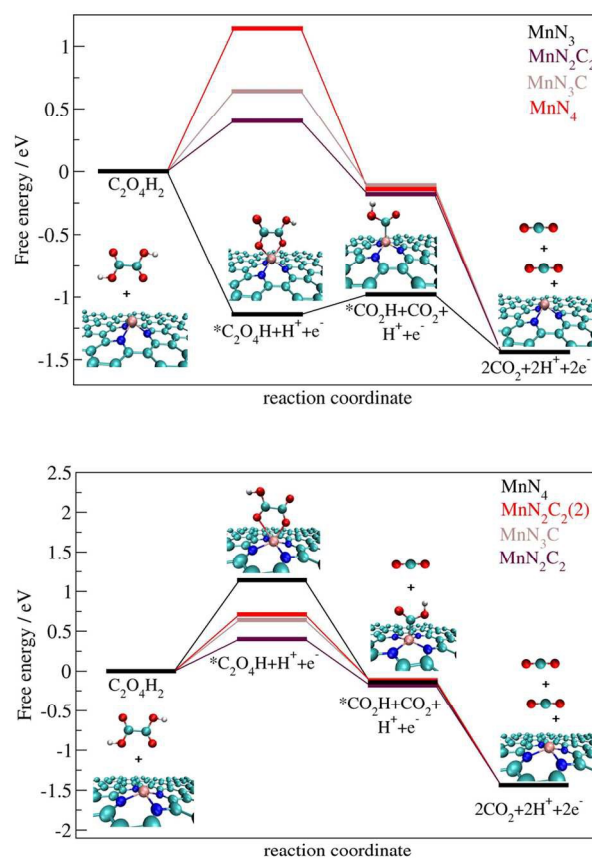 MnN₃
MnN₂C₂
MnN₃C
MnN₄
1
0.5
0
-0.5
-1
-1.5
Free energy / eV
C₂O₄H₂
+
*C₂O₄H+H⁺+e⁻
*CO₂H+CO₂+
H⁺+e⁻
+
+
2CO₂+2H⁺+2e⁻
reaction coordinate
2.5
2
1.5
1
0.5
0
-0.5
-1
-1.5
-2
Free energy / eV
MnN₄
MnN₂C₂(2)
MnN₃C
MnN₂C₂
C₂O₄H₂
+
*C₂O₄H+H⁺+e⁻
+
*CO₂H+CO₂+
H⁺+e⁻
+
+
2CO₂+2H⁺+2e⁻
reaction coordinate